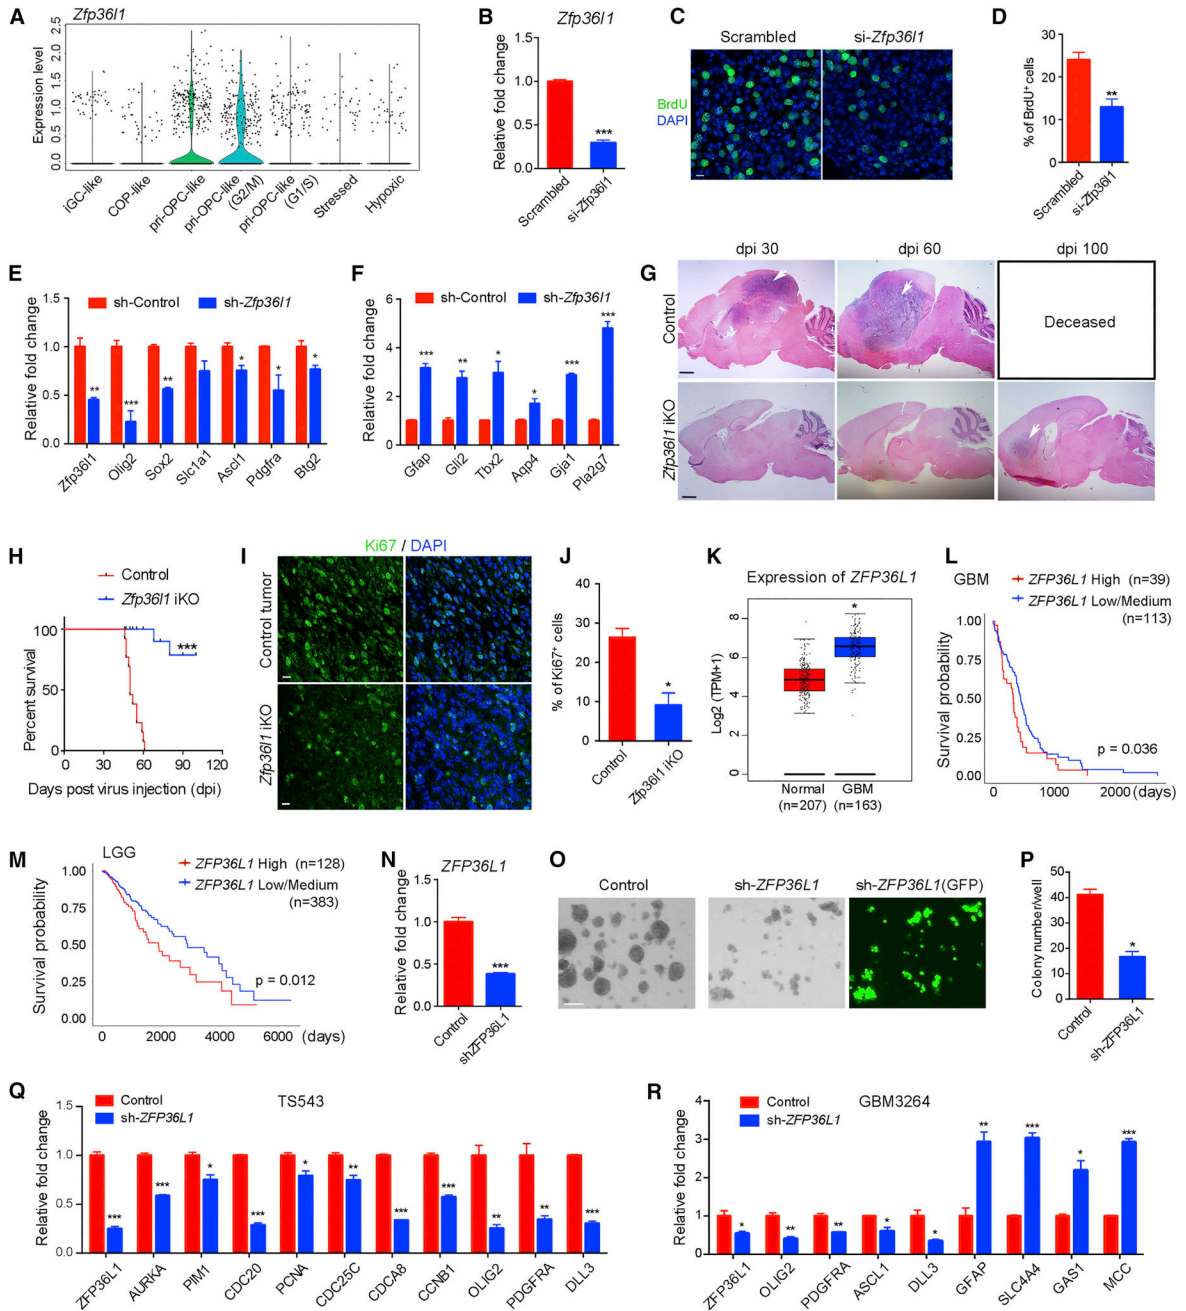 A
Zfp36l1
Expression level
2.5
2.0
1.5
1.0
0.5
0.0
iGC-like
COP-like
pri-OPC-like
pri-OPC-like (G2/M)
pri-OPC-like (G1/S)
Stressed
Hypoxic
B
Zfp36l1
Relative fold change
1.5
1.0
0.5
0.0
***
Scrambled
si-Zfp36l1
C
Scrambled
si-Zfp36l1
BrdU
DAPI
D
% of BrdU+ cells
30
20
10
0
**
Scrambled
si-Zfp36l1
E
sh-Control
sh-Zfp36l1
Relative fold change
1.5
1.0
0.5
0.0
**
***
**
*
*
*
Zfp36l1
Olig2
Sox2
Slc1a1
Ascl1
Pdgfra
Btg2
F
sh-Control
sh-Zfp36l1
Relative fold change
6
4
2
0
***
**
*
*
***
***
Gfap
Gli2
Tbx2
Aqp4
Gja1
Pla2g7
G
dpi 30
dpi 60
dpi 100
Control
Deceased
Zfp36l1 iKO
H
Control
Zfp36l1 iKO
Percent survival
100
50
0
***
0
30
60
90
120
Days post virus injection (dpi)
I
Ki67 / DAPI
Control tumor
Zfp36l1 iKO
J
% of Ki67+ cells
40
30
20
10
0
*
Control
Zfp36l1 iKO
K
Expression of ZFP36L1
Log2 (TPM+1)
8
6
4
2
0
*
Normal
(n=207)
GBM
(n=163)
L
GBM
ZFP36L1 High (n=39)
ZFP36L1 Low/Medium
(n=113)
Survival probability
1.00
0.75
0.50
0.25
0.00
p = 0.036
0
1000
2000 (days)
M
LGG
ZFP36L1 High (n=128)
ZFP36L1 Low/Medium
(n=383)
Survival probability
1.00
0.75
0.50
0.25
0.00
p = 0.012
0
2000
4000
6000 (days)
N
ZFP36L1
Relative fold change
1.5
1.0
0.5
0.0
***
Control
shZFP36L1
O
Control
sh-ZFP36L1
sh-ZFP36L1(GFP)
P
Colony number/well
50
40
30
20
10
0
*
Control
sh-ZFP36L1
Q
Control
sh-ZFP36L1
TS543
Relative fold change
1.5
1.0
0.5
0.0
***
***
*
***
*
**
***
***
**
**
***
ZFP36L1
AURKA
PIM1
CDC20
PCNA
CDC25C
CDCA8
CCNB1
OLIG2
PDGFRA
DLL3
R
Control
sh-ZFP36L1
GBM3264
Relative fold change
4
3
2
1
0
*
**
**
*
*
**
***
*
***
ZFP36L1
OLIG2
PDGFRA
ASCL1
DLL3
GFAP
SLC4A4
GAS1
MCC